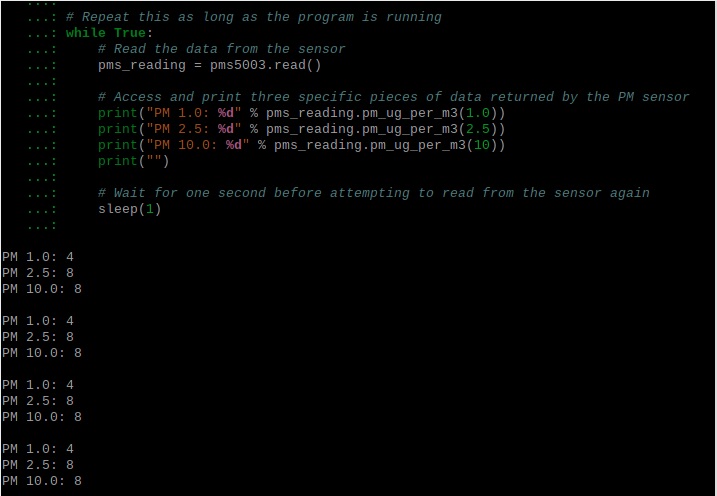 ...: # Repeat this as long as the program is running
...: while True:
...:     # Read the data from the sensor
...:     pms_reading = pms5003.read()
...:
...:     # Access and print three specific pieces of data returned by the PM sensor
...:     print("PM 1.0: %d" % pms_reading.pm_ug_per_m3(1.0))
...:     print("PM 2.5: %d" % pms_reading.pm_ug_per_m3(2.5))
...:     print("PM 10.0: %d" % pms_reading.pm_ug_per_m3(10))
...:     print("")
...:
...:     # Wait for one second before attempting to read from the sensor again
...:     sleep(1)
...:
PM 1.0: 4
PM 2.5: 8
PM 10.0: 8
PM 1.0: 4
PM 2.5: 8
PM 10.0: 8
PM 1.0: 4
PM 2.5: 8
PM 10.0: 8
PM 1.0: 4
PM 2.5: 8
PM 10.0: 8